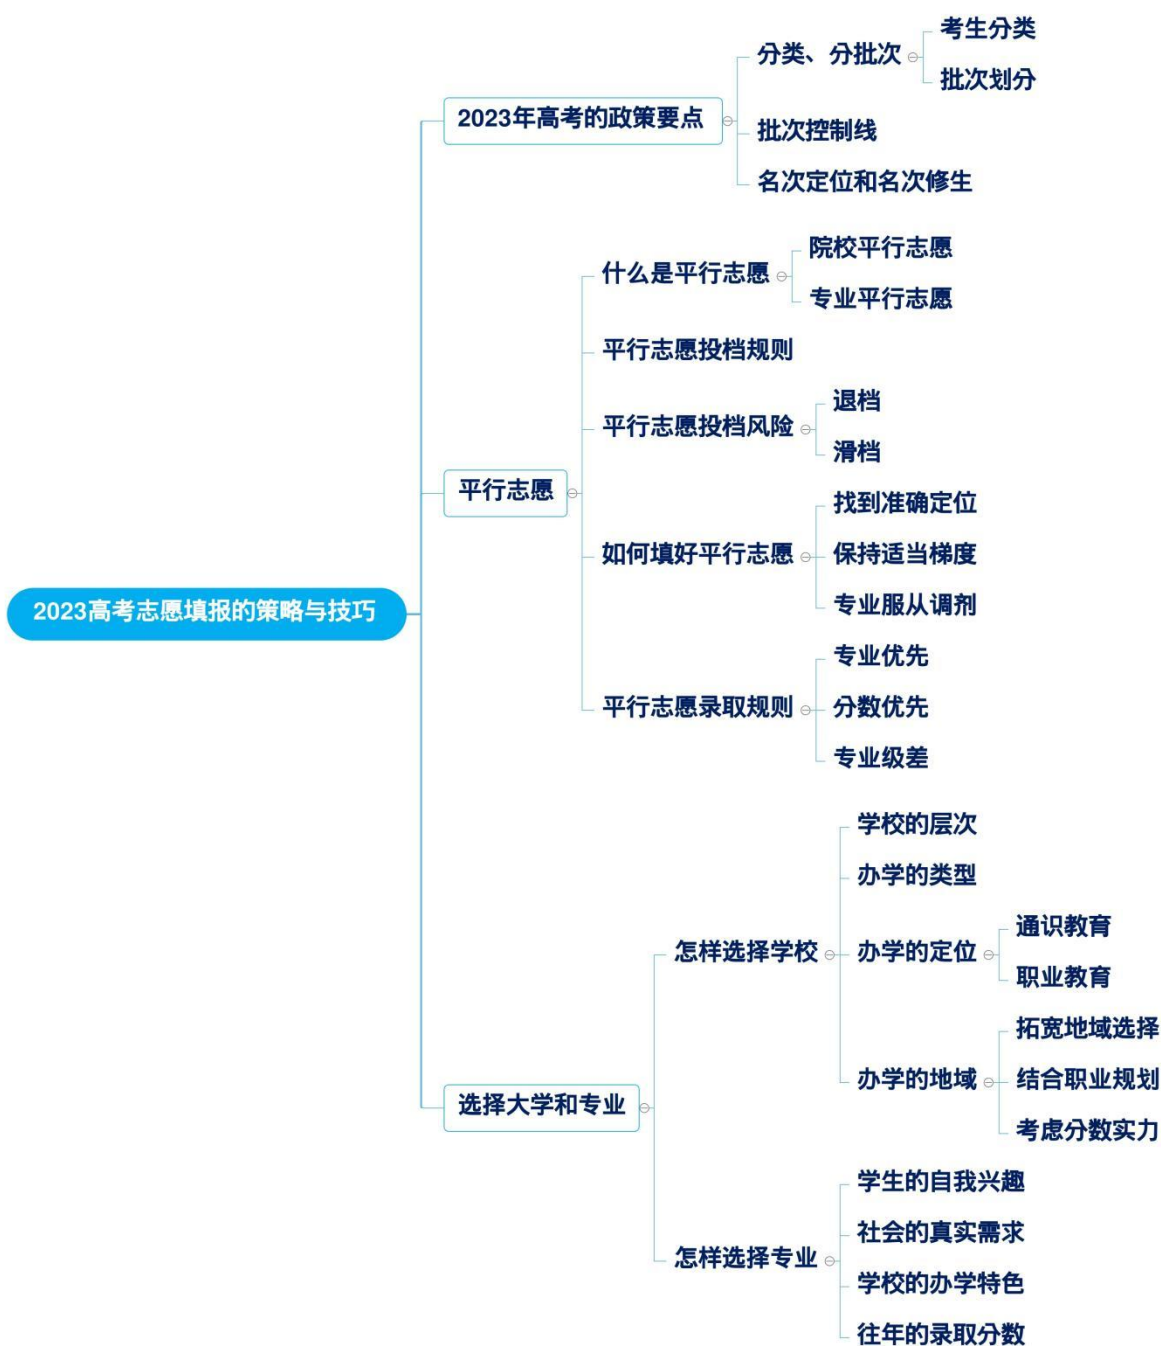 2023高考志愿填报的策略与技巧
2023年高考的政策要点
分类、分批次
考生分类
批次划分
批次控制线
名次定位和名次修生
平行志愿
什么是平行志愿
院校平行志愿
专业平行志愿
平行志愿投档规则
平行志愿投档风险
退档
滑档
如何填好平行志愿
找到准确定位
保持适当梯度
专业服从调剂
平行志愿录取规则
专业优先
分数优先
专业级差
选择大学和专业
怎样选择学校
学校的层次
办学的类型
办学的定位
通识教育
职业教育
办学的地域
拓宽地域选择
结合职业规划
考虑分数实力
怎样选择专业
学生的自我兴趣
社会的真实需求
学校的办学特色
往年的录取分数